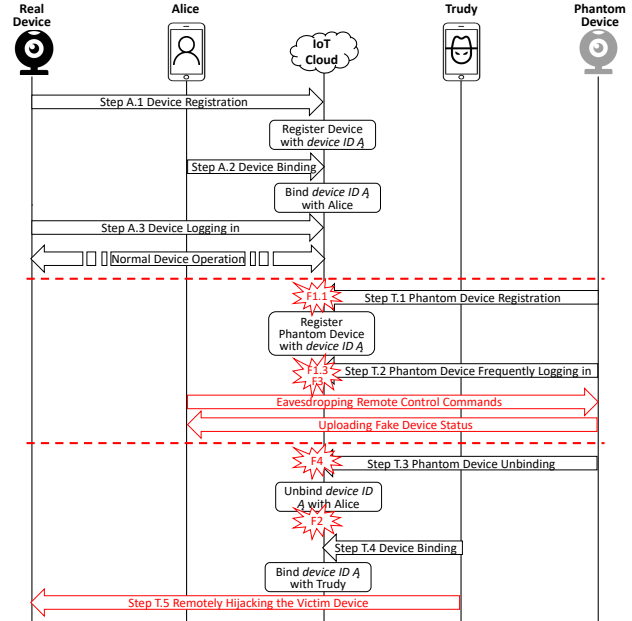 Real
Device
Alice
IoT
Cloud
Trudy
Phantom
Device
Step A.1 Device Registration
Register Device
with device ID A
Step A.2 Device Binding
Bind device ID A
with Alice
Step A.3 Device Logging in
Normal Device Operation
F1.1
Step T.1 Phantom Device Registration
Register
Phantom Device
with device ID A
F1.3
F3
Step T.2 Phantom Device Frequently Logging in
Eavesdropping Remote Control Commands
Uploading Fake Device Status
F4
Step T.3 Phantom Device Unbinding
Unbind device ID
A with Alice
F2
Step T.4 Device Binding
Bind device ID A
with Trudy
Step T.5 Remotely Hijacking the Victim Device